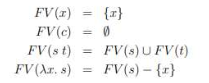 FV(x) = {x}
FV(c) = ∅
FV(s t) = FV(s) ∪ FV(t)
FV(λx. s) = FV(s) − {x}